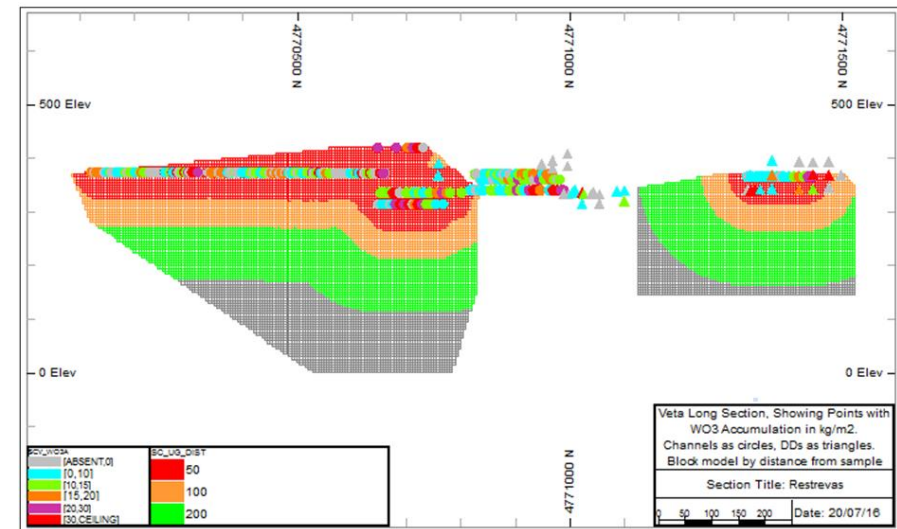 4770500 N
4771000 N
4771500 N
500 Elev
500 Elev
0 Elev
0 Elev
4771000 N
SCV_WO3A
[ABSENT,0]
[0,10]
[10,15]
[15,20]
[20,30]
[30,CEILING]
SC_UG_DIST
50
100
200
Veta Long Section, Showing Points with
WO3 Accumulation in kg/m2.
Channels as circles, DDs as triangles.
Block model by distance from sample
Section Title: Restrevas
0 50 100 150 200
Date: 20/07/16